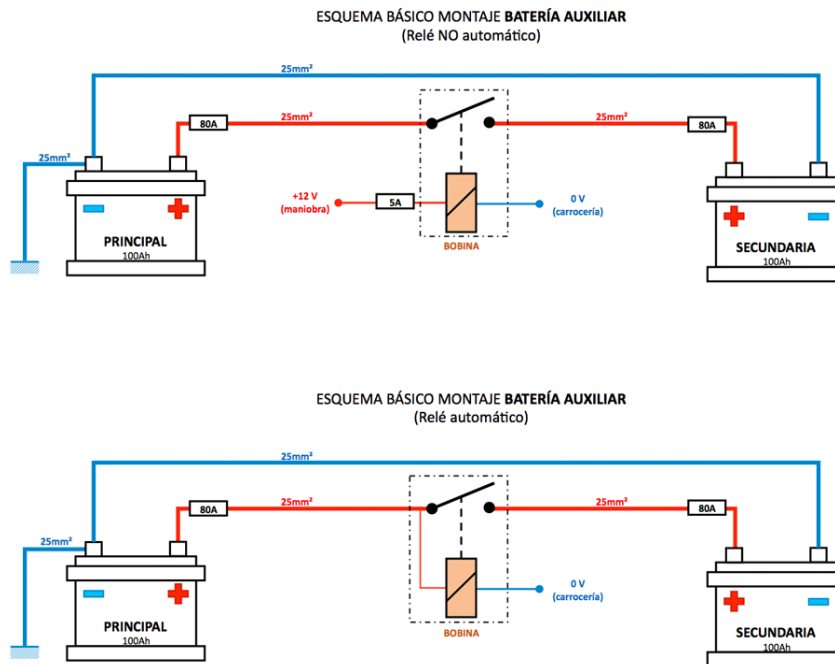 ESQUEMA BÁSICO MONTAJE BATERÍA AUXILIAR
(Relé NO automático)
25mm²
80A
25mm²
25mm²
80A
25mm²
+12 V
(maniobra)
5A
0 V
(carrocería)
BOBINA
PRINCIPAL
100Ah
SECUNDARIA
100Ah
ESQUEMA BÁSICO MONTAJE BATERÍA AUXILIAR
(Relé automático)
25mm²
80A
25mm²
25mm²
80A
25mm²
0 V
(carrocería)
BOBINA
PRINCIPAL
100Ah
SECUNDARIA
100Ah